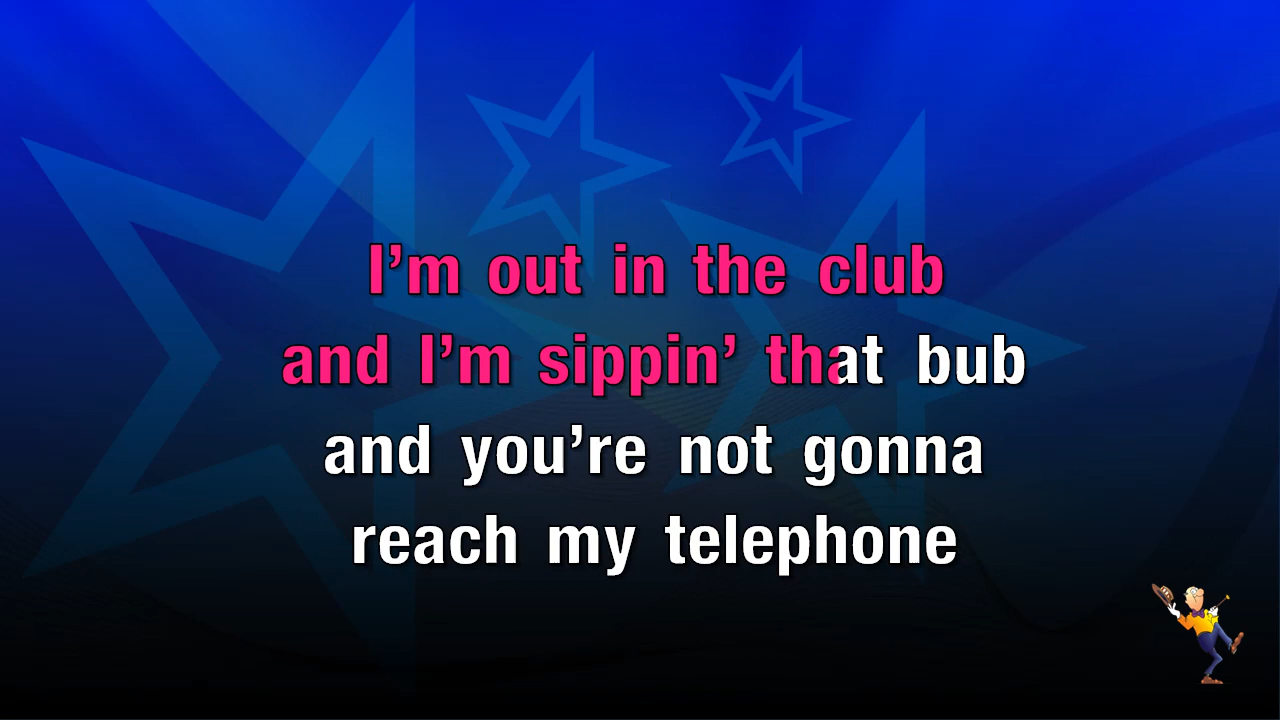 I’m out in the club
and I’m sippin’ that bub
and you’re not gonna
reach my telephone